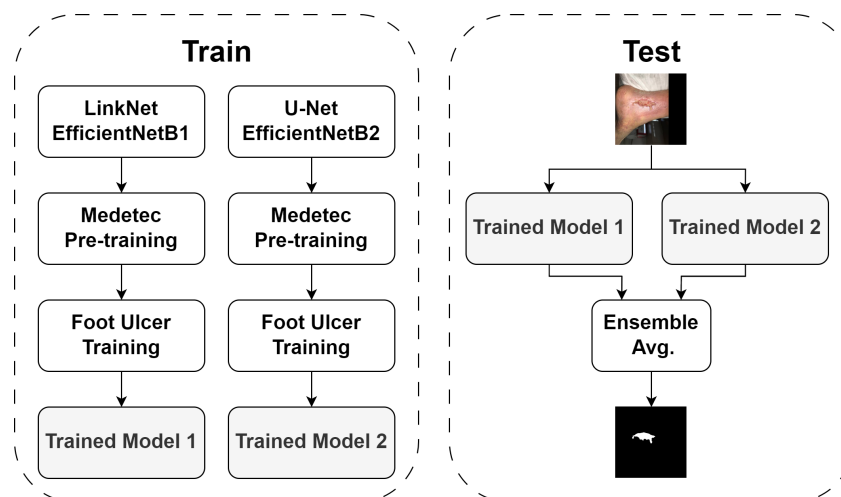 Train
LinkNet
EfficientNetB1
U-Net
EfficientNetB2
Medetec
Pre-training
Medetec
Pre-training
Foot Ulcer
Training
Foot Ulcer
Training
Trained Model 1
Trained Model 2
Test
Trained Model 1
Trained Model 2
Ensemble
Avg.